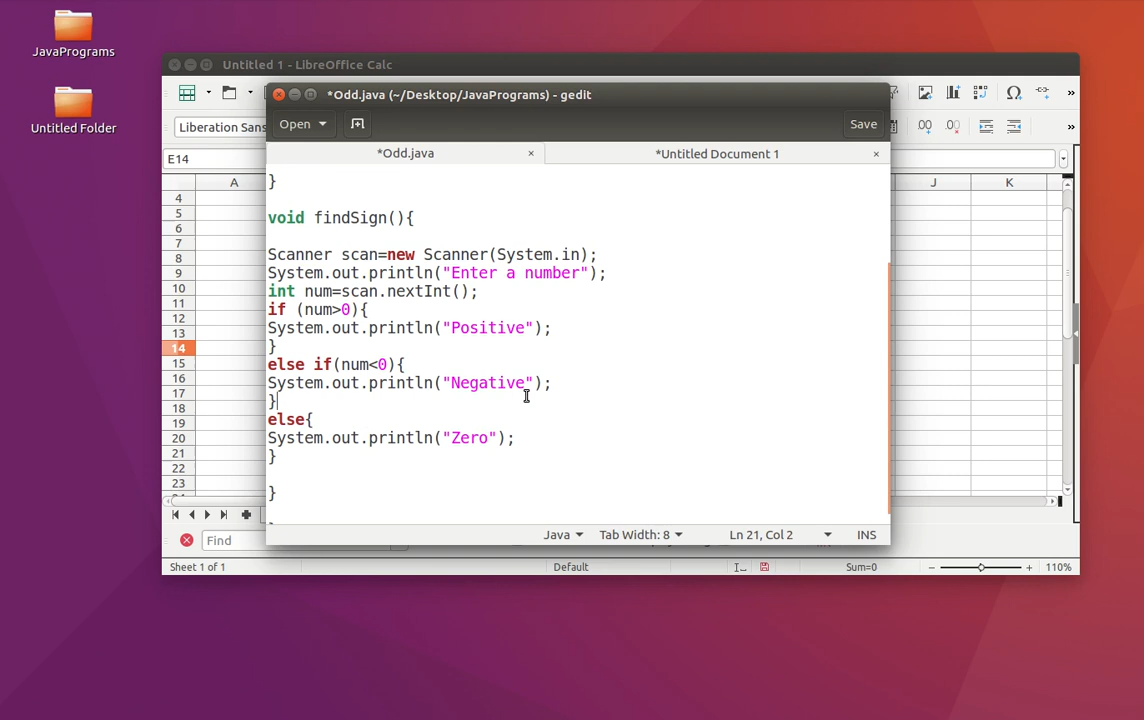 JavaPrograms
Untitled Folder
Untitled 1 - LibreOffice Calc
*Odd.java (~/Desktop/JavaPrograms) - gedit
Open
Save
Liberation Sans
*Odd.java ×
*Untitled Document 1 ×
E14
A J K
4
5
6
7
8
9
10
11
12
13
14
15
16
17
18
19
20
21
22
23
}
void findSign(){
Scanner scan=new Scanner(System.in);
System.out.println("Enter a number");
int num=scan.nextInt();
if (num>0){
System.out.println("Positive");
}
else if(num<0){
System.out.println("Negative");
}
else{
System.out.println("Zero");
}
}
Java Tab Width: 8 Ln 21, Col 2 INS
Find
Sheet 1 of 1 Default Sum=0 − + 110%